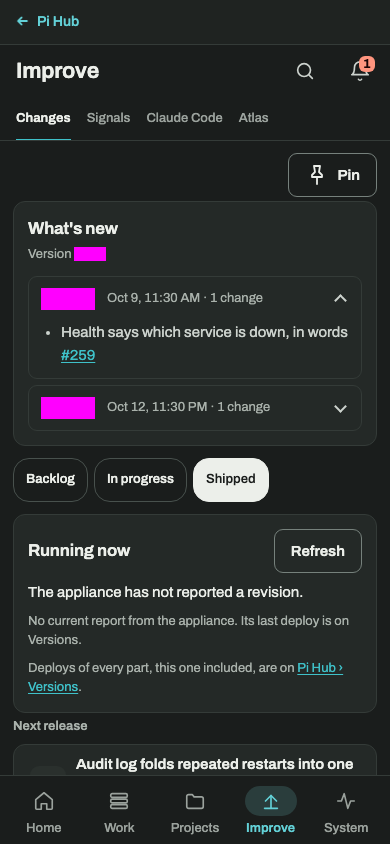 ← Pi Hub
Improve
1
Changes Signals Claude Code Atlas
Pin
What's new
Version
Oct 9, 11:30 AM · 1 change
• Health says which service is down, in words
#259
Oct 12, 11:30 PM · 1 change
Backlog In progress Shipped
Running now
Refresh
The appliance has not reported a revision.
No current report from the appliance. Its last deploy is on
Versions.
Deploys of every part, this one included, are on Pi Hub ›
Versions.
Next release
Audit log folds repeated restarts into one
Home Work Projects Improve System